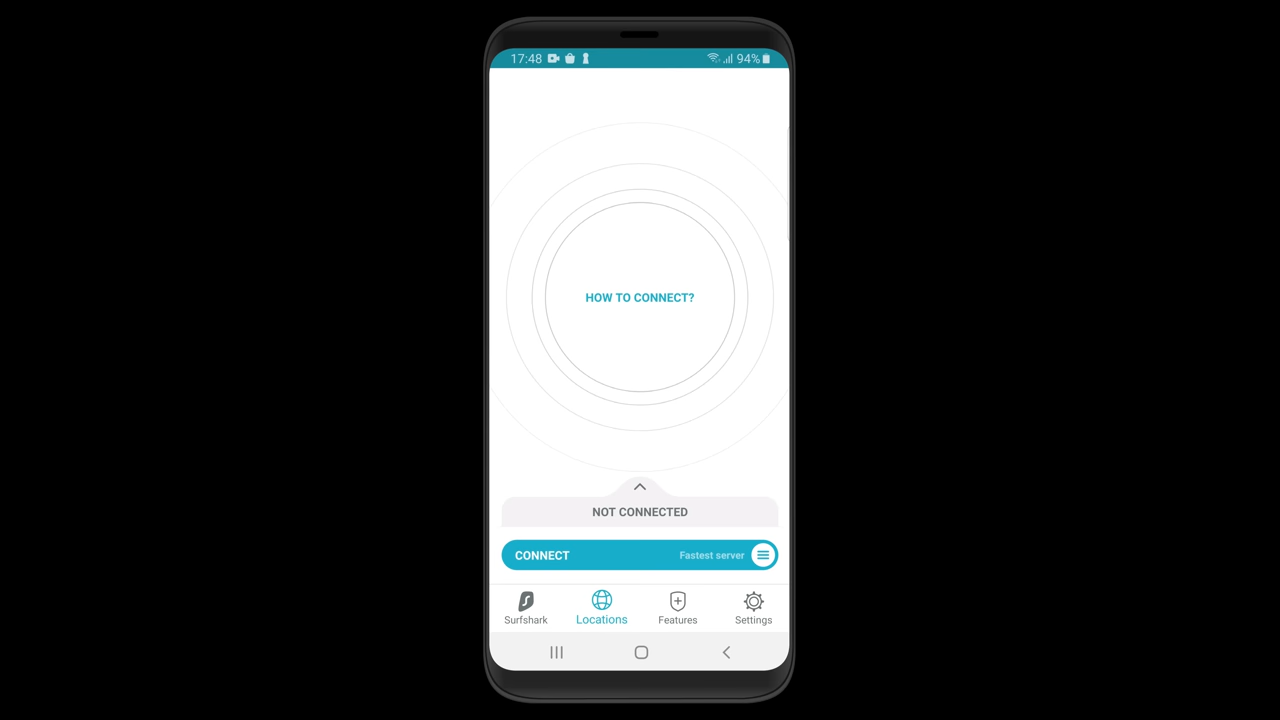 17:48 94%
HOW TO CONNECT?
NOT CONNECTED
CONNECT Fastest server
Surfshark Locations Features Settings